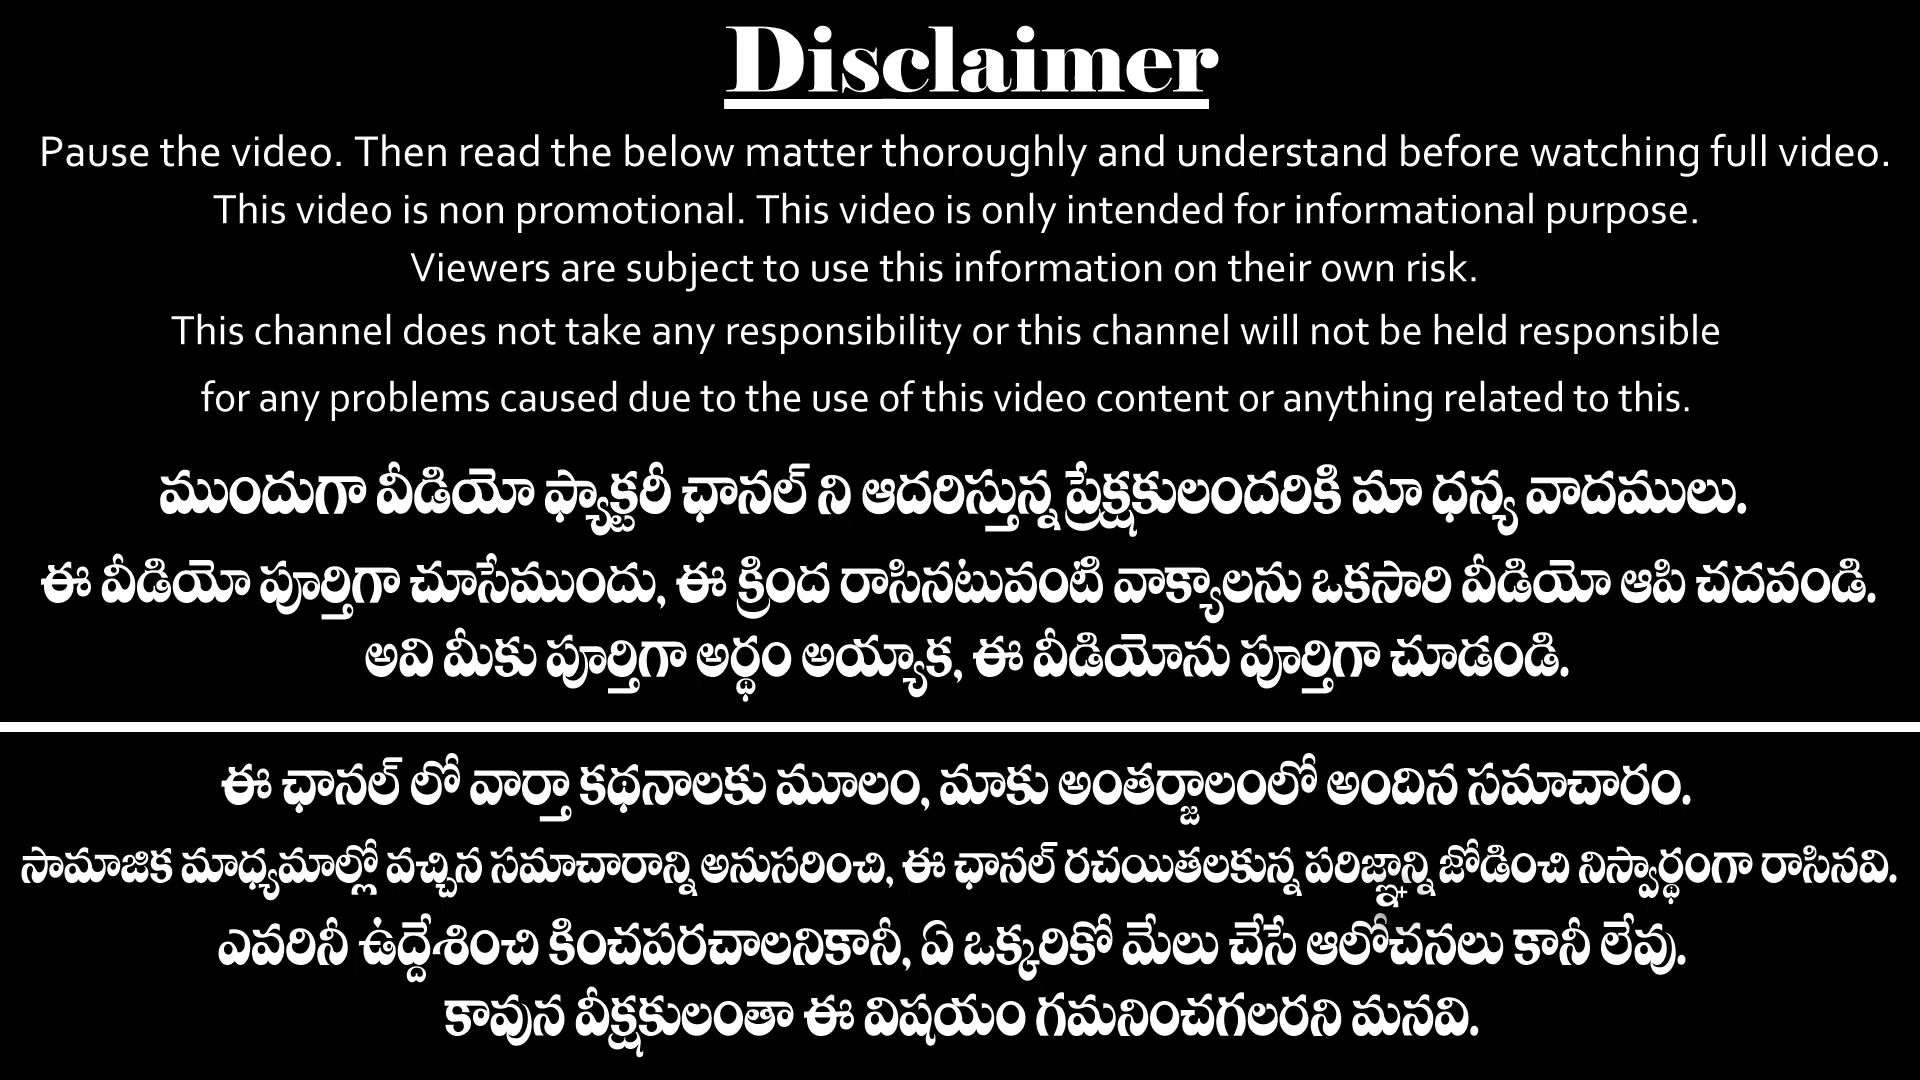 Disclaimer
Pause the video. Then read the below matter thoroughly and understand before watching full video.
This video is non promotional. This video is only intended for informational purpose.
Viewers are subject to use this information on their own risk.
This channel does not take any responsibility or this channel will not be held responsible
for any problems caused due to the use of this video content or anything related to this.
ముందుగా వీడియో ఫ్యాక్టరీ ఛానల్ ని ఆదరిస్తున్న ప్రేక్షకులందరికి మా ధన్య వాదములు.
ఈ వీడియో పూర్తిగా చూసేముందు, ఈ క్రింద రాసినటువంటి వాక్యాలను ఒకసారి వీడియో ఆపి చదవండి.
అవి మీకు పూర్తిగా అర్థం అయ్యాక, ఈ వీడియోను పూర్తిగా చూడండి.
ఈ ఛానల్ లో వార్తా కథనాలకు మూలం, మాకు అంతర్జాలంలో అందిన సమాచారం.
సామాజిక మాధ్యమాల్లో వచ్చిన సమాచారాన్ని అనుసరించి, ఈ ఛానల్ రచయితలకున్న పరిజ్ఞాన్ని జోడించి నిస్వార్థంగా రాసినవి.
ఎవరినీ ఉద్దేశించి కించపరచాలనికానీ, ఏ ఒక్కరికో మేలు చేసే ఆలోచనలు కానీ లేవు.
కావున వీక్షకులంతా ఈ విషయం గమనించగలరని మనవి.